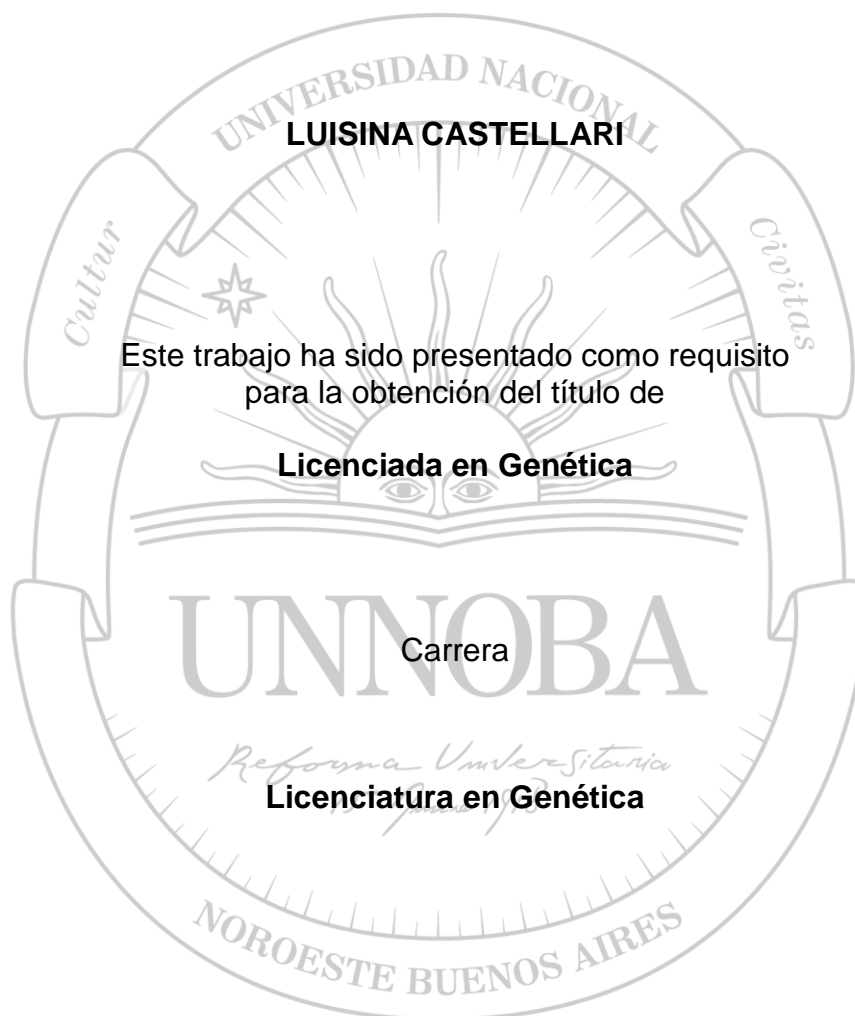 UNIVERSIDAD NACIONAL
LUISINA CASTELLARI
Cultur
Civitas
Este trabajo ha sido presentado como requisito
para la obtención del título de
Licenciada en Genética
UNNOBA
Carrera
Reforma Universitaria
Licenciatura en Genética
NOROESTE BUENOS AIRES